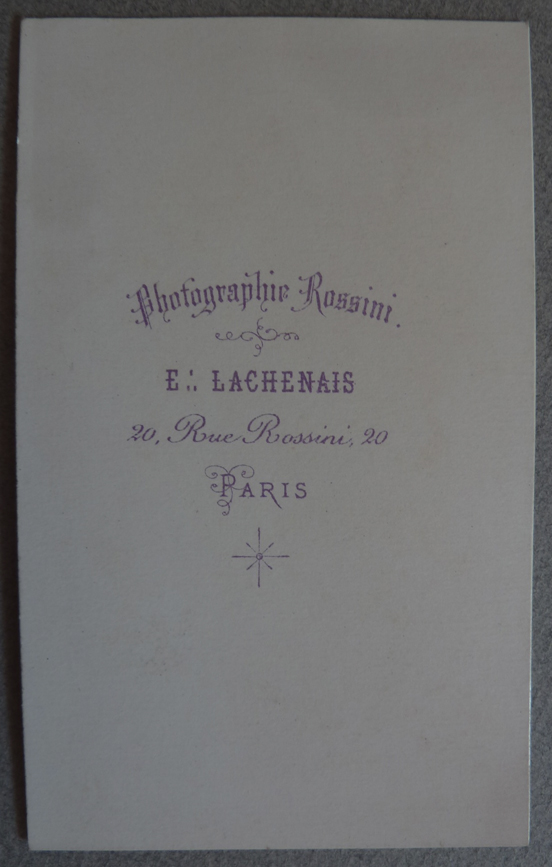 Photographie Rossini.
E∴ LACHENAIS
20, Rue Rossini, 20
PARIS